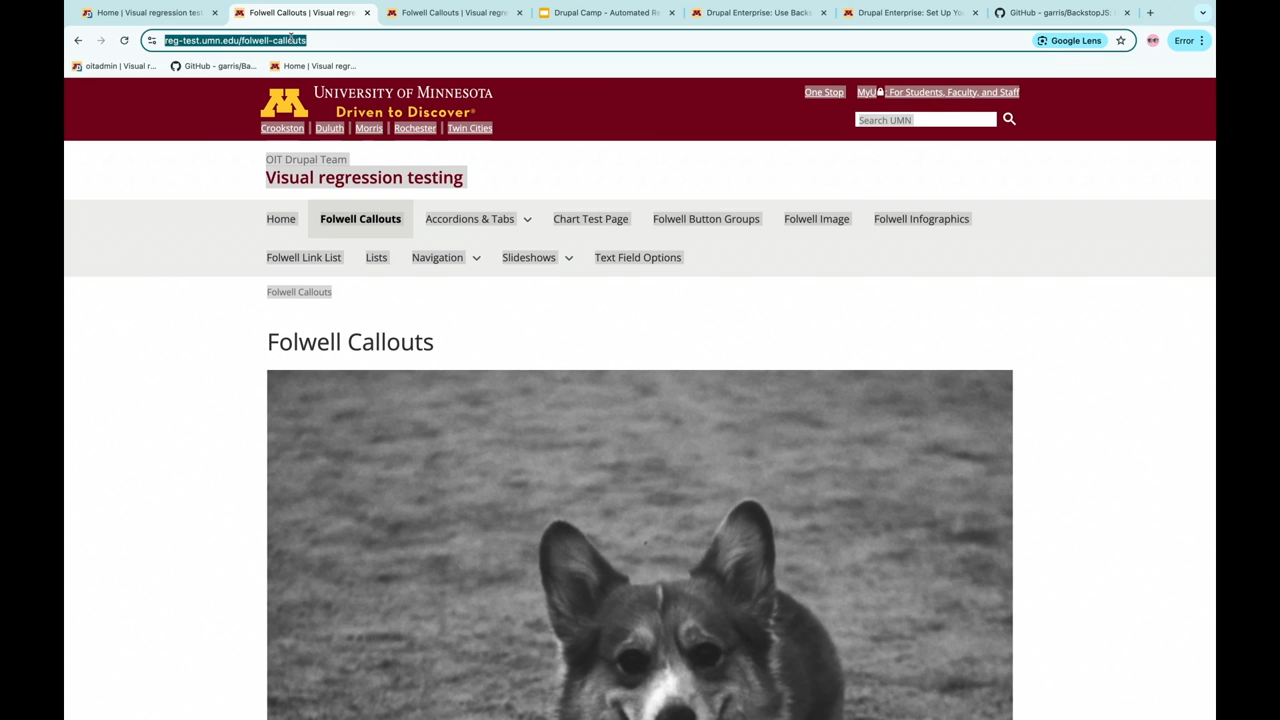 Home | Visual regression test
Folwell Callouts | Visual regre
Folwell Callouts | Visual regre
Drupal Camp - Automated R
Drupal Enterprise: Use Backs
Drupal Enterprise: Set Up Yo
GitHub - garris/BackstopJS:
reg-test.umn.edu/folwell-callouts
Google Lens
Error
oitadmin | Visual r...
GitHub - garris/Ba...
Home | Visual regr...
UNIVERSITY OF MINNESOTA
Driven to Discover®
Crookston | Duluth | Morris | Rochester | Twin Cities
One Stop
MyU : For Students, Faculty, and Staff
Search UMN
OIT Drupal Team
Visual regression testing
Home
Folwell Callouts
Accordions & Tabs
Chart Test Page
Folwell Button Groups
Folwell Image
Folwell Infographics
Folwell Link List
Lists
Navigation
Slideshows
Text Field Options
Folwell Callouts
Folwell Callouts